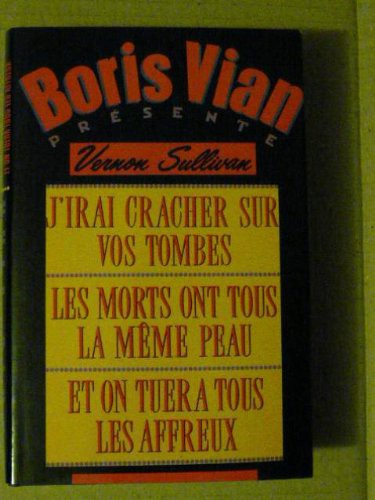 Boris Vian
PRÉSENTE
Vernon Sullivan
J'IRAI CRACHER SUR
VOS TOMBES
LES MORTS ONT TOUS
LA MÊME PEAU
ET ON TUERA TOUS
LES AFFREUX